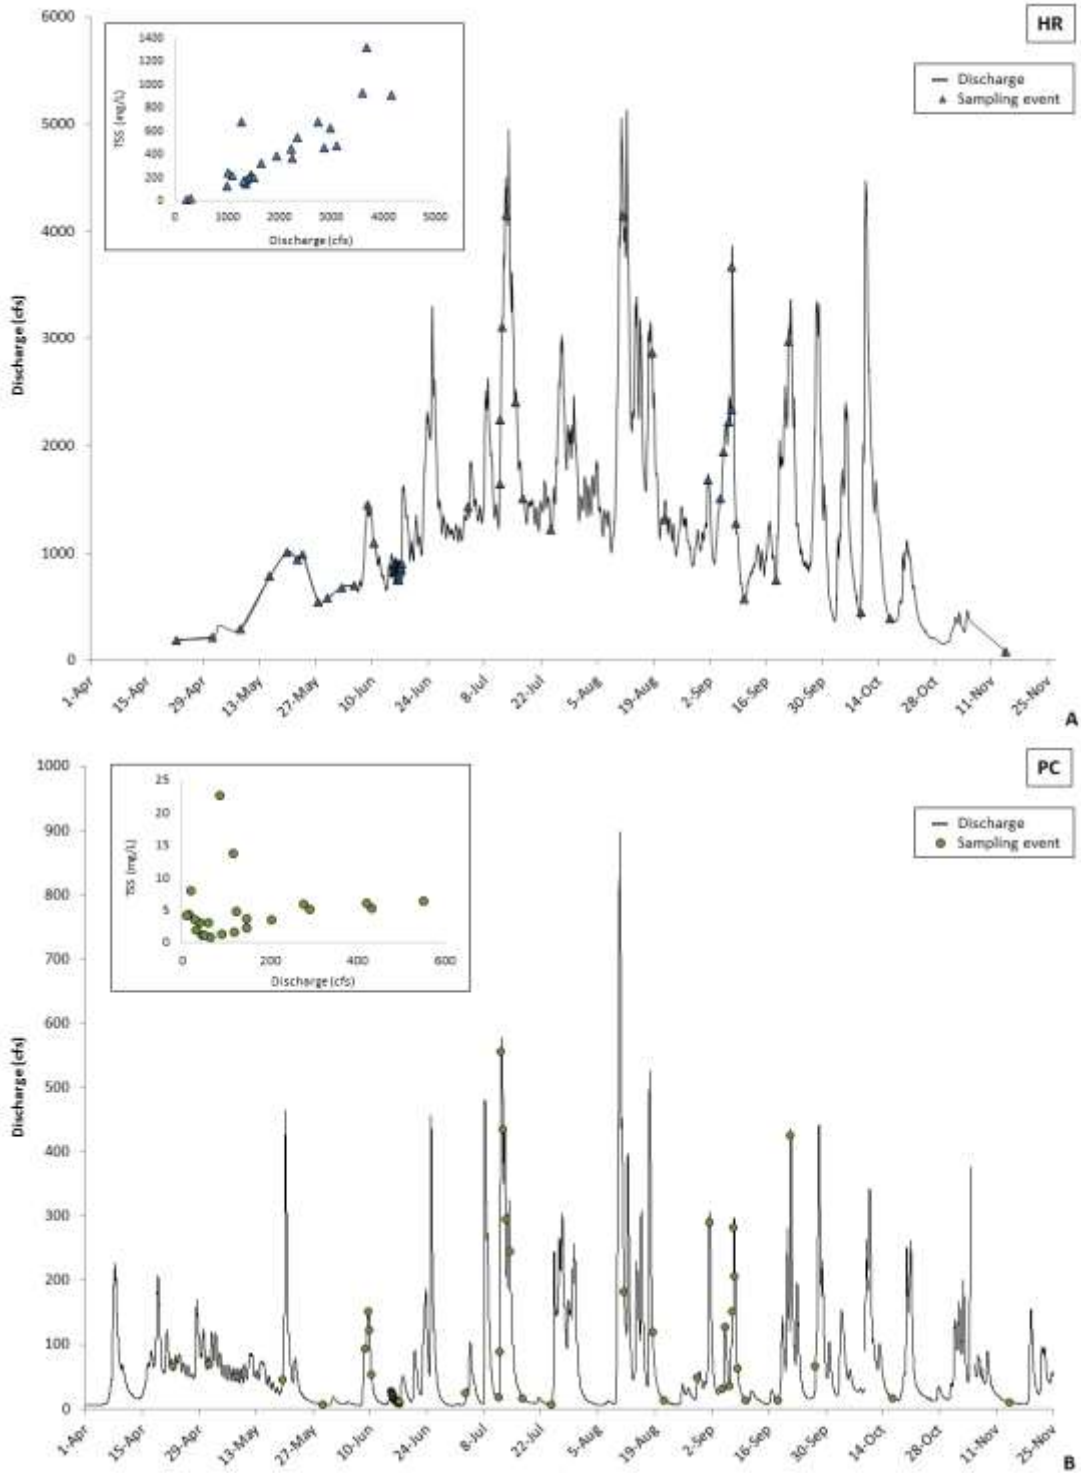 HR
6000
5000
4000
3000
2000
1000
0
Discharge (cfs)
Discharge
Sampling event
1400
1200
1000
800
600
400
200
0
TSS (mg/L)
0 1000 2000 3000 4000 5000
Discharge (cfs)
1-Apr 15-Apr 29-Apr 13-May 27-May 10-Jun 24-Jun 8-Jul 22-Jul 5-Aug 19-Aug 2-Sep 16-Sep 30-Sep 14-Oct 28-Oct 11-Nov 25-Nov
A
PC
1000
900
800
700
600
500
400
300
200
100
0
Discharge (cfs)
Discharge
Sampling event
25
20
15
10
5
0
TSS (mg/L)
0 200 400 600
Discharge (cfs)
1-Apr 15-Apr 29-Apr 13-May 27-May 10-Jun 24-Jun 8-Jul 22-Jul 5-Aug 19-Aug 2-Sep 16-Sep 30-Sep 14-Oct 28-Oct 11-Nov 25-Nov
B